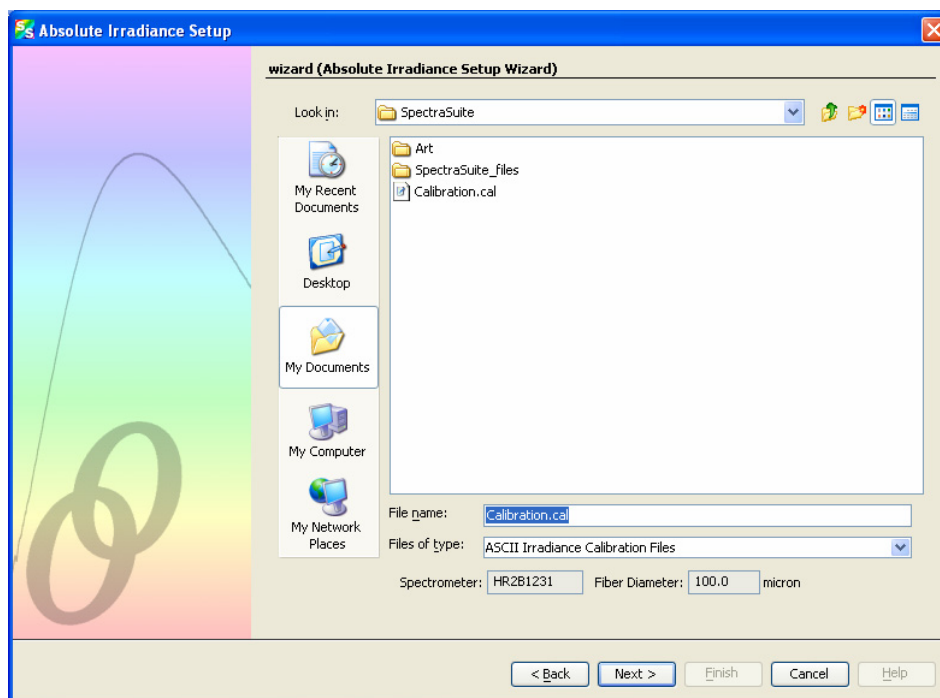 Absolute Irradiance Setup
wizard (Absolute Irradiance Setup Wizard)
Look in:
SpectraSuite
My Recent
Documents
Desktop
My Documents
My Computer
My Network
Places
Art
SpectraSuite_files
Calibration.cal
File name:
Calibration.cal
Files of type:
ASCII Irradiance Calibration Files
Spectrometer: HR2B1231 Fiber Diameter: 100.0 micron
< Back Next > Finish Cancel Help